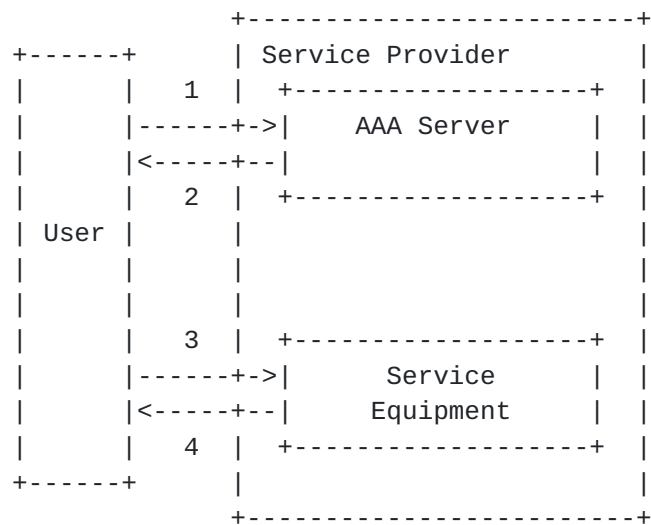 Service Provider
1
AAA Server
2
User
3
Service
Equipment
4